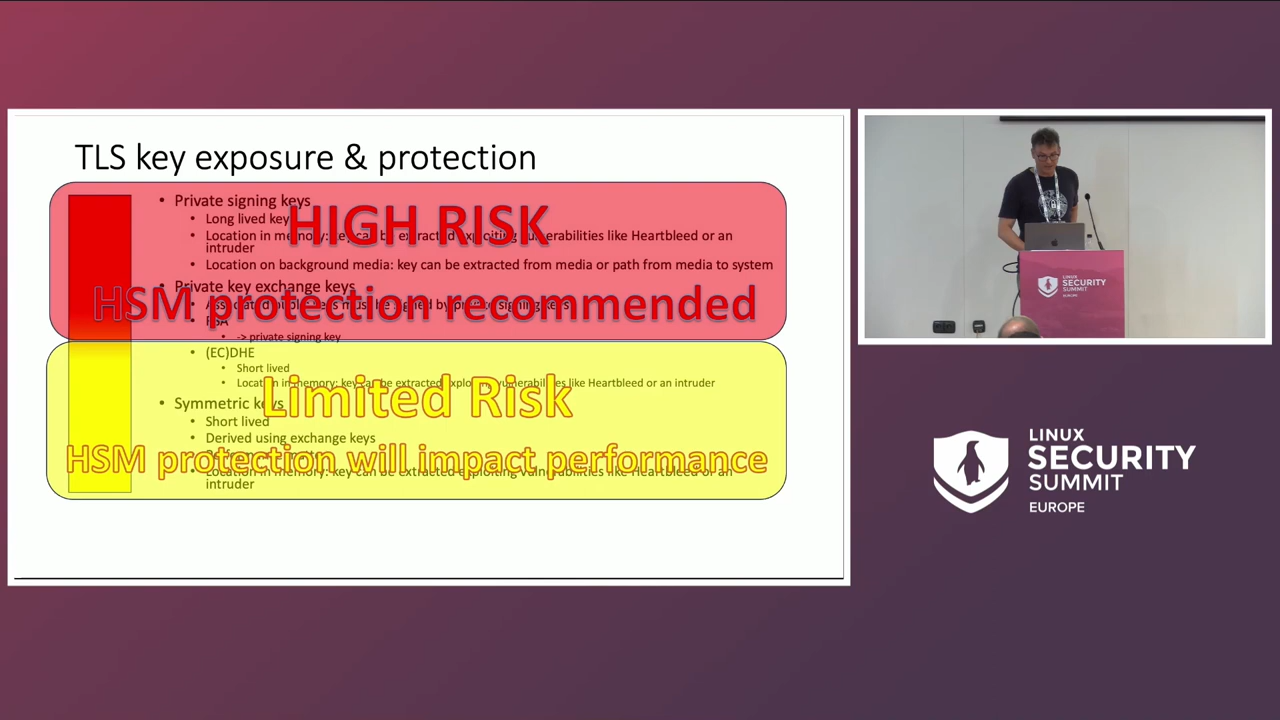 TLS key exposure & protection
• Private signing keys
• Long lived key
HIGH RISK
• Location in memory: key can be extracted exploiting vulnerabilities like Heartbleed or an
intruder
• Location on background media: key can be extracted from media or path from media to system
• Private key exchange keys
HSM protection recommended
• RSA
• -> private signing key
• (EC)DHE
• Short lived
• Location in memory: key can be extracted exploiting vulnerabilities like Heartbleed or an intruder
Limited Risk
• Symmetric keys
• Short lived
• Derived using exchange keys
HSM protection will impact performance
• Location in memory: key can be extracted exploiting vulnerabilities like Heartbleed or an
intruder
LINUX
SECURITY
SUMMIT
EUROPE
LINUX
SECURITY
SUMMIT
EUROPE